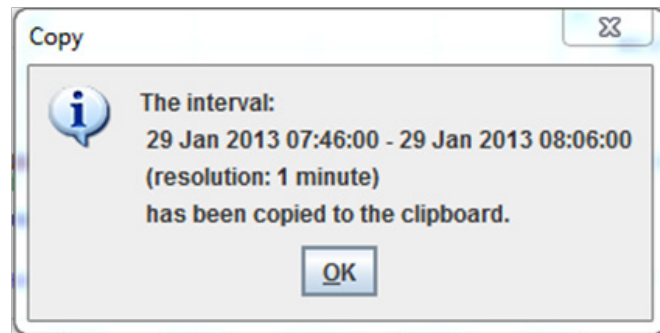 Copy
The interval:
29 Jan 2013 07:46:00 - 29 Jan 2013 08:06:00
(resolution: 1 minute)
has been copied to the clipboard.
OK